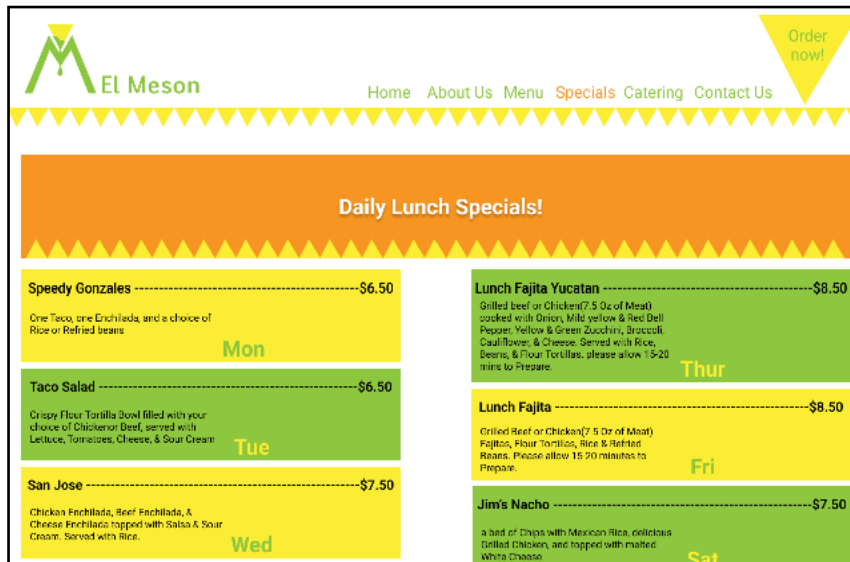 Order
now!
El Meson
Home About Us Menu Specials Catering Contact Us
Daily Lunch Specials!
Speedy Gonzales ---------------------------------------------$6.50
One Taco, one Enchilada, and a choice of
Rice or Refried beans
Mon
Taco Salad ----------------------------------------------------$6.50
Crispy Flour Tortilla Bowl filled with your
choice of Chickenor Beef, served with
Lettuce, Tomatoes, Cheese, & Sour Cream
Tue
San Jose -------------------------------------------------------$7.50
Chicken Enchilada, Beef Enchilada, &
Cheese Enchilada topped with Salsa & Sour
Cream. Served with Rice.
Wed
Lunch Fajita Yucatan ------------------------------------------$8.50
Grilled beef or Chicken(7.5 Oz of Meat)
cooked with Onion, Mild yellow & Red Bell
Pepper, Yellow & Green Zucchini, Broccoli,
Cauliflower, & Cheese. Served with Rice,
Beans, & Flour Tortillas. please allow 15-20
mins to Prepare.
Thur
Lunch Fajita ---------------------------------------------------$8.50
Grilled Beef or Chicken(7.5 Oz of Meat)
Fajitas, Flour Tortillas, Rice & Refried
Beans. Please allow 15-20 minutes to
Prepare.
Fri
Jim's Nacho ----------------------------------------------------$7.50
a bed of Chips with Mexican Rice, delicious
Grilled Chicken, and topped with melted
White Cheese
Sat